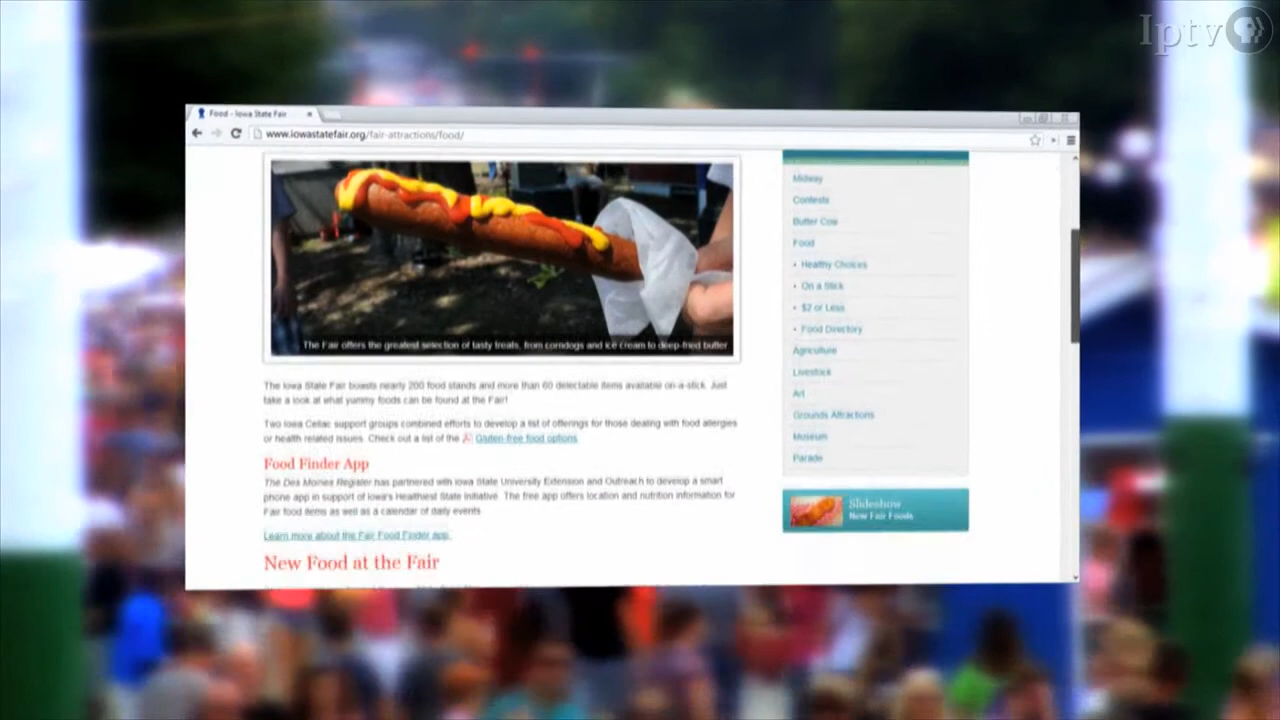 Iptv
Food - Iowa State Fair
www.iowastatefair.org/fair-attractions/food/
The Fair offers the greatest selection of tasty treats, from corndogs and ice cream to deep-fried butter
The Iowa State Fair boasts nearly 200 food stands and more than 60 delectable items available on-a-stick. Just
take a look at what yummy foods can be found at the Fair!
Two Iowa Celiac support groups combined efforts to develop a list of offerings for those dealing with food allergies
or health related issues. Check out a list of the Gluten-free food options.
Food Finder App
The Des Moines Register has partnered with Iowa State University Extension and Outreach to develop a smart
phone app in support of Iowa's Healthiest State Initiative. The free app offers location and nutrition information for
Fair food items as well as a calendar of daily events.
Learn more about the Fair Food Finder app.
New Food at the Fair
Midway
Contests
Butter Cow
Food
Healthy Choices
On a Stick
$2 or Less
Food Directory
Agriculture
Livestock
Art
Grounds Attractions
Museum
Parade
Slideshow
New Fair Foods